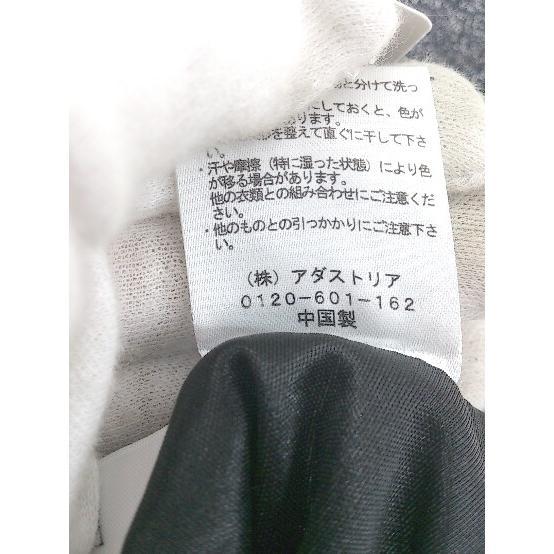 と分けて洗っ
にしておくと、色が
あります。
を整えて直ぐに干して下さ
い。
・汗や摩擦（特に湿った状態）により色
が移る場合があります。
他の衣類との組み合わせにご注意くだ
さい。
・他のものとの引っかかりにご注意下さ
い。
（株）アダストリア
0120-601-162
中国製